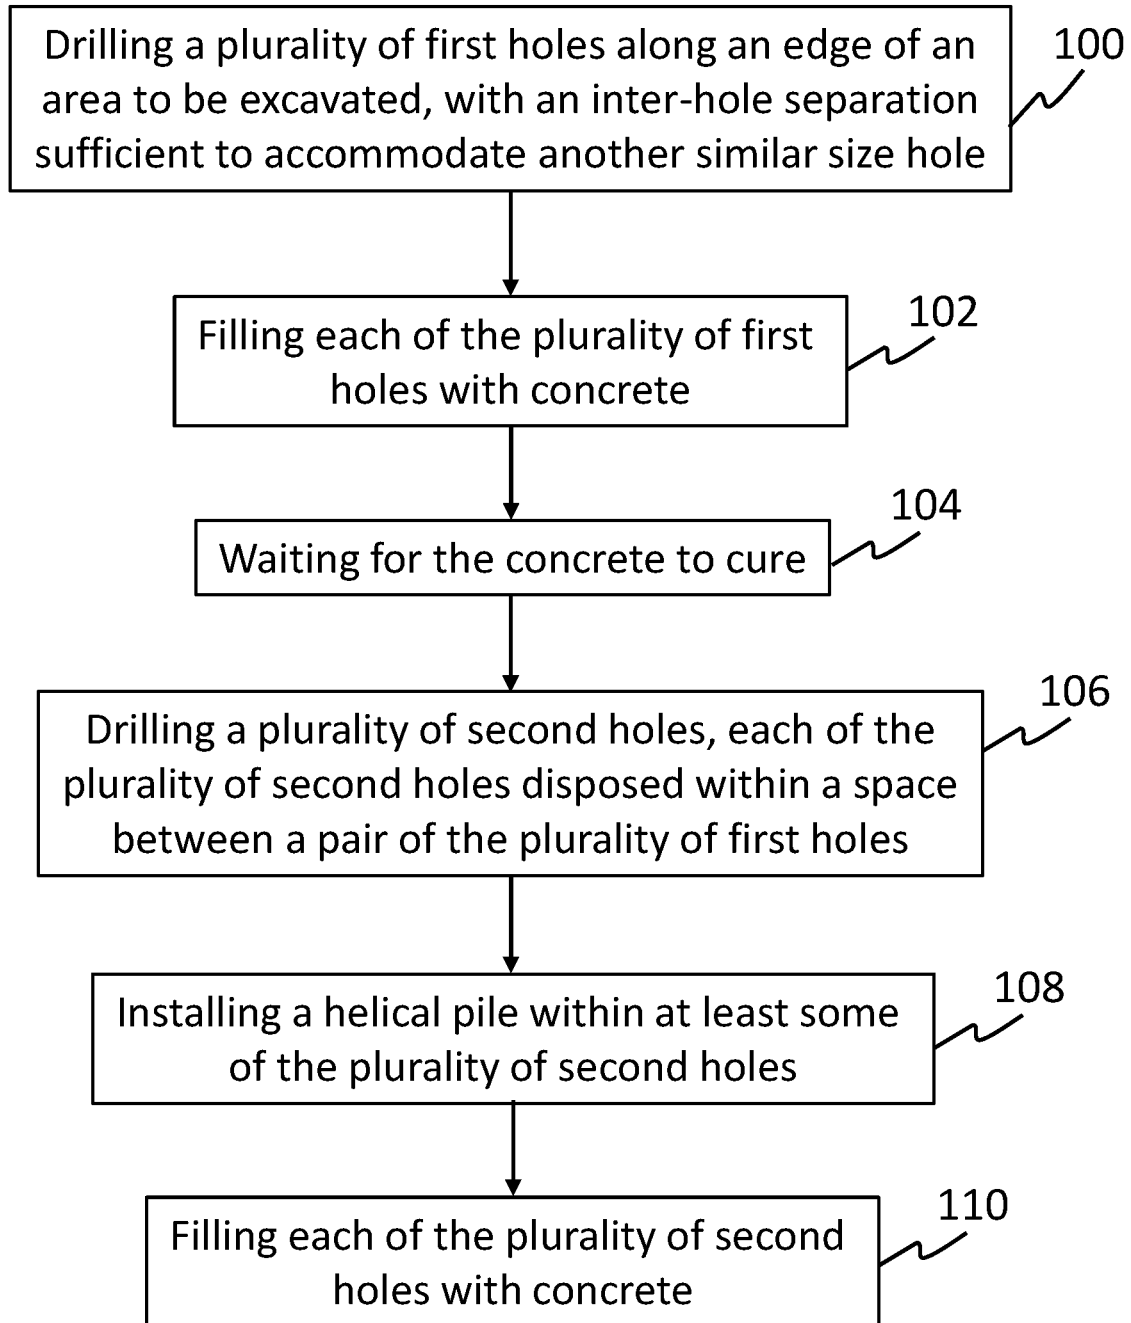 Drilling a plurality of first holes along an edge of an
area to be excavated, with an inter-hole separation
sufficient to accommodate another similar size hole
100
Filling each of the plurality of first
holes with concrete
102
Waiting for the concrete to cure
104
Drilling a plurality of second holes, each of the
plurality of second holes disposed within a space
between a pair of the plurality of first holes
106
Installing a helical pile within at least some
of the plurality of second holes
108
Filling each of the plurality of second
holes with concrete
110